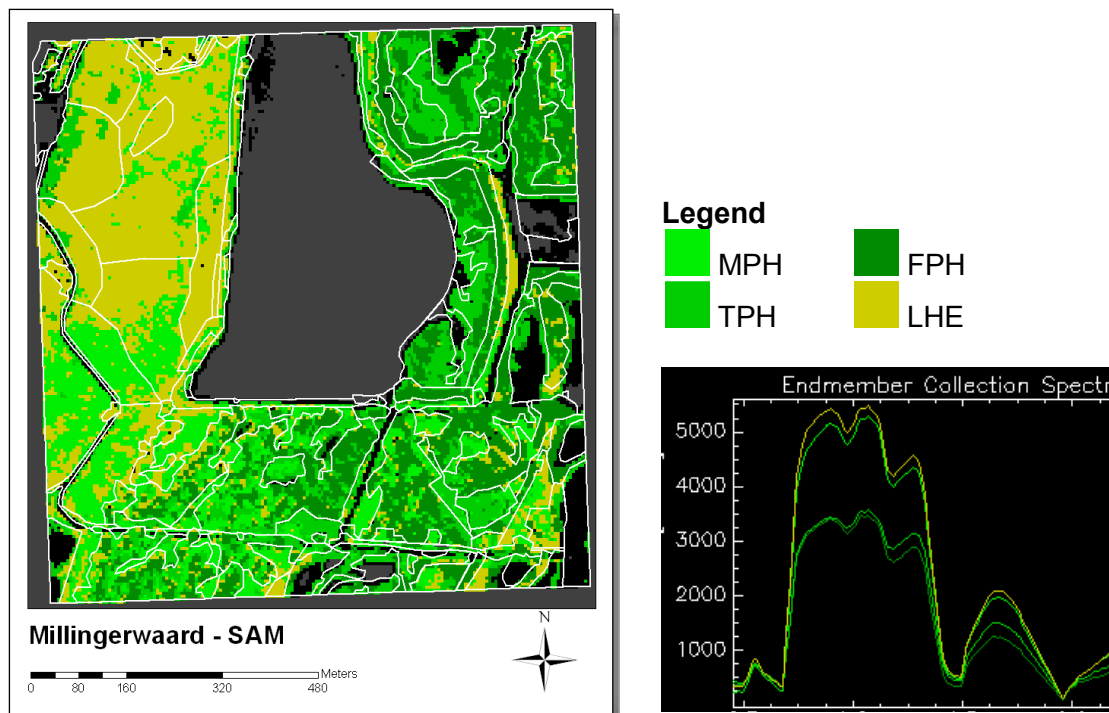 Millingerwaard - SAM
N
Meters
0 80 160 320 480
Legend
MPH FPH
TPH LHE
Endmember Collection
5000
4000
3000
2000
1000